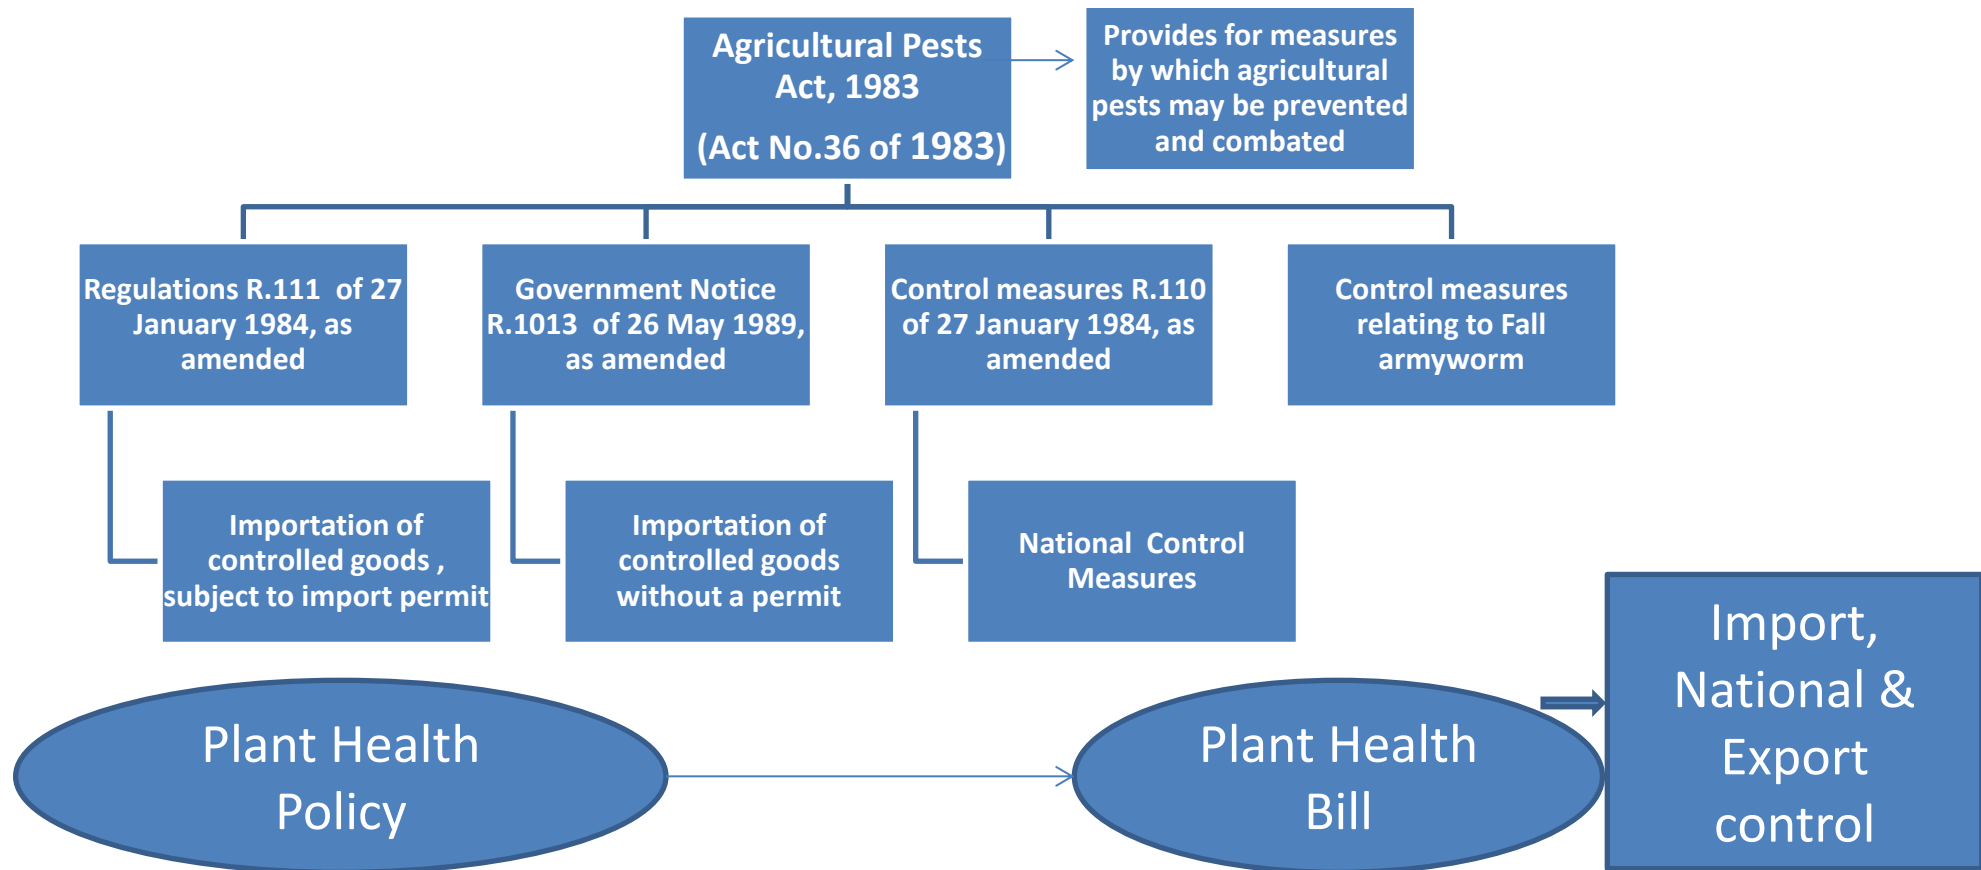 Agricultural Pests
Act, 1983
(Act No.36 of 1983)
Provides for measures
by which agricultural
pests may be prevented
and combated
Regulations R.111 of 27
January 1984, as
amended
Government Notice
R.1013 of 26 May 1989,
as amended
Control measures R.110
of 27 January 1984, as
amended
Control measures
relating to Fall
armyworm
Importation of
controlled goods ,
subject to import permit
Importation of
controlled goods
without a permit
National Control
Measures
Plant Health
Policy
Plant Health
Bill
Import,
National &
Export
control